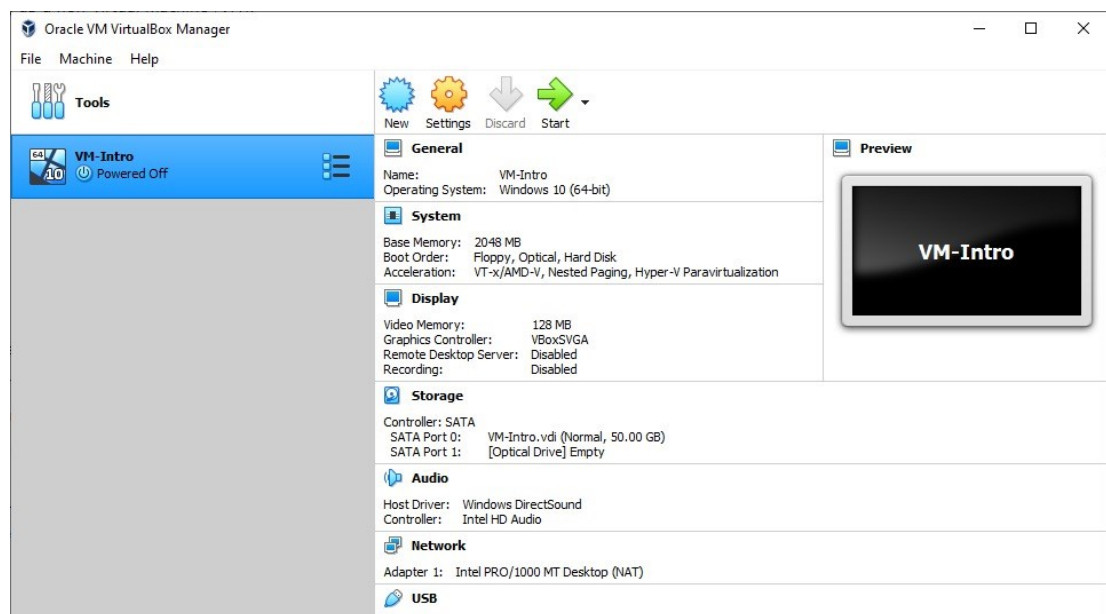 Oracle VM VirtualBox Manager
File Machine Help
Tools
New Settings Discard Start
64 10 VM-Intro
Powered Off
General
Name: VM-Intro
Operating System: Windows 10 (64-bit)
System
Base Memory: 2048 MB
Boot Order: Floppy, Optical, Hard Disk
Acceleration: VT-x/AMD-V, Nested Paging, Hyper-V Paravirtualization
Display
Video Memory: 128 MB
Graphics Controller: VBoxSVGA
Remote Desktop Server: Disabled
Recording: Disabled
Storage
Controller: SATA
SATA Port 0: VM-Intro.vdi (Normal, 50.00 GB)
SATA Port 1: [Optical Drive] Empty
Audio
Host Driver: Windows DirectSound
Controller: Intel HD Audio
Network
Adapter 1: Intel PRO/1000 MT Desktop (NAT)
USB
Preview
VM-Intro